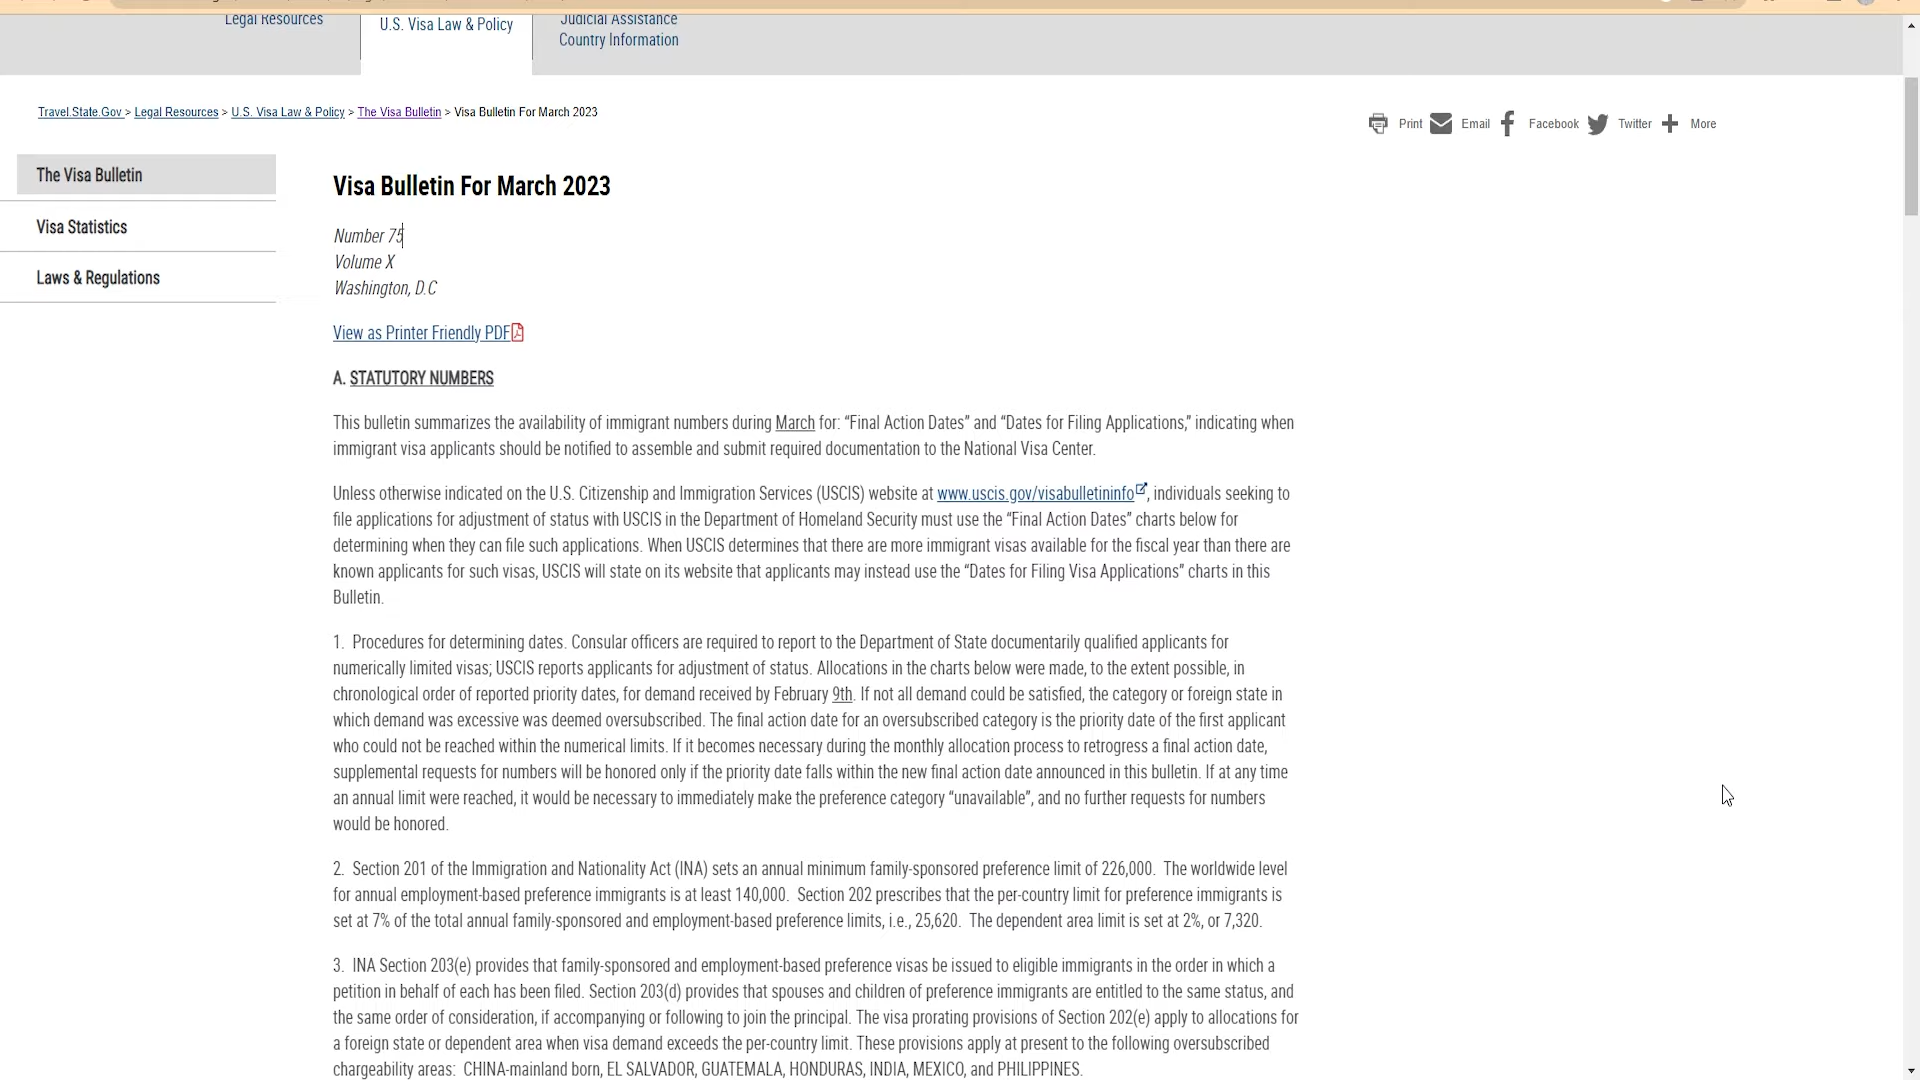 Legal Resources
U.S. Visa Law & Policy
Judicial Assistance
Country Information
Travel.State.Gov > Legal Resources > U.S. Visa Law & Policy > The Visa Bulletin > Visa Bulletin For March 2023
Print Email Facebook Twitter More
The Visa Bulletin
Visa Statistics
Laws & Regulations
Visa Bulletin For March 2023
Number 75
Volume X
Washington, D.C
View as Printer Friendly PDF
A. STATUTORY NUMBERS
This bulletin summarizes the availability of immigrant numbers during March for: “Final Action Dates” and “Dates for Filing Applications,” indicating when
immigrant visa applicants should be notified to assemble and submit required documentation to the National Visa Center.
Unless otherwise indicated on the U.S. Citizenship and Immigration Services (USCIS) website at www.uscis.gov/visabulletininfo, individuals seeking to
file applications for adjustment of status with USCIS in the Department of Homeland Security must use the “Final Action Dates” charts below for
determining when they can file such applications. When USCIS determines that there are more immigrant visas available for the fiscal year than there are
known applicants for such visas, USCIS will state on its website that applicants may instead use the “Dates for Filing Visa Applications” charts in this
Bulletin.
1. Procedures for determining dates. Consular officers are required to report to the Department of State documentarily qualified applicants for
numerically limited visas; USCIS reports applicants for adjustment of status. Allocations in the charts below were made, to the extent possible, in
chronological order of reported priority dates, for demand received by February 9th. If not all demand could be satisfied, the category or foreign state in
which demand was excessive was deemed oversubscribed. The final action date for an oversubscribed category is the priority date of the first applicant
who could not be reached within the numerical limits. If it becomes necessary during the monthly allocation process to retrogress a final action date,
supplemental requests for numbers will be honored only if the priority date falls within the new final action date announced in this bulletin. If at any time
an annual limit were reached, it would be necessary to immediately make the preference category “unavailable”, and no further requests for numbers
would be honored.
2. Section 201 of the Immigration and Nationality Act (INA) sets an annual minimum family-sponsored preference limit of 226,000. The worldwide level
for annual employment-based preference immigrants is at least 140,000. Section 202 prescribes that the per-country limit for preference immigrants is
set at 7% of the total annual family-sponsored and employment-based preference limits, i.e., 25,620. The dependent area limit is set at 2%, or 7,320.
3. INA Section 203(e) provides that family-sponsored and employment-based preference visas be issued to eligible immigrants in the order in which a
petition in behalf of each has been filed. Section 203(d) provides that spouses and children of preference immigrants are entitled to the same status, and
the same order of consideration, if accompanying or following to join the principal. The visa prorating provisions of Section 202(e) apply to allocations for
a foreign state or dependent area when visa demand exceeds the per-country limit. These provisions apply at present to the following oversubscribed
chargeability areas: CHINA-mainland born, EL SALVADOR, GUATEMALA, HONDURAS, INDIA, MEXICO, and PHILIPPINES.